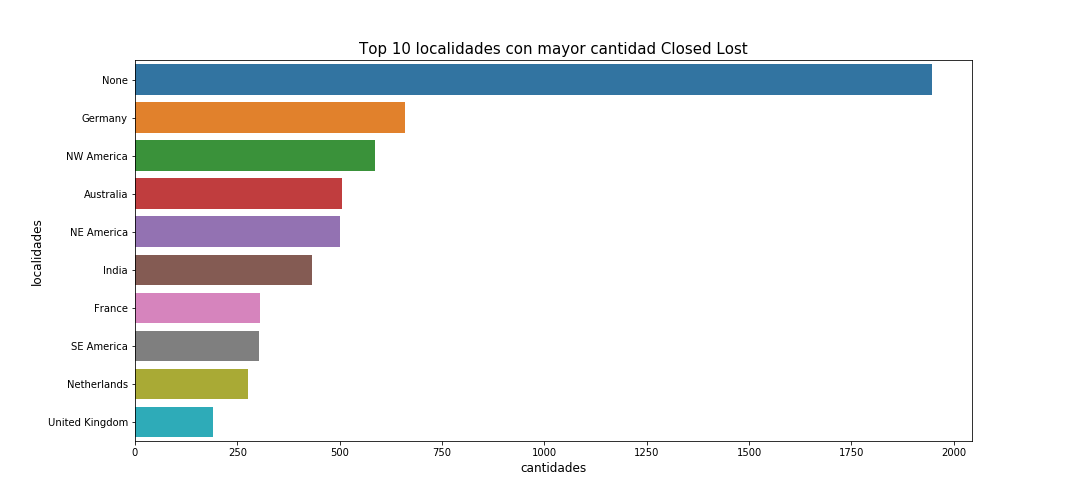 Top 10 localidades con mayor cantidad Closed Lost
None
Germany
NW America
Australia
NE America
India
France
SE America
Netherlands
United Kingdom
localidades
0 250 500 750 1000 1250 1500 1750 2000
cantidades